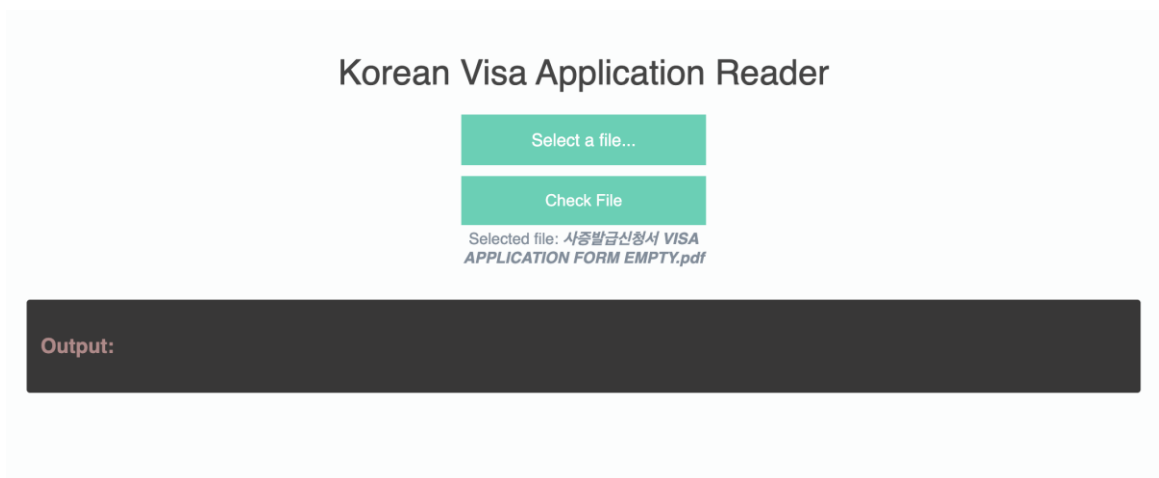 Korean Visa Application Reader
Select a file...
Check File
Selected file: 사증발급신청서 VISA
APPLICATION FORM EMPTY.pdf
Output: